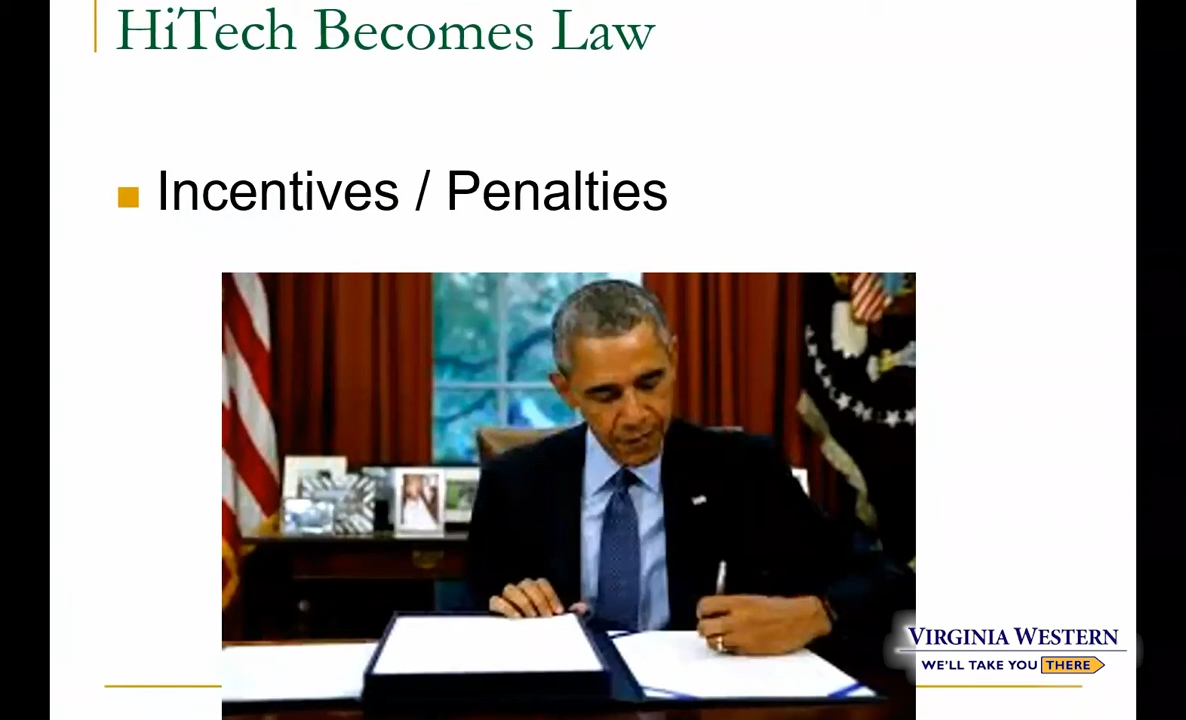 HiTech Becomes Law
Incentives / Penalties
VIRGINIA WESTERN
WE'LL TAKE YOU THERE